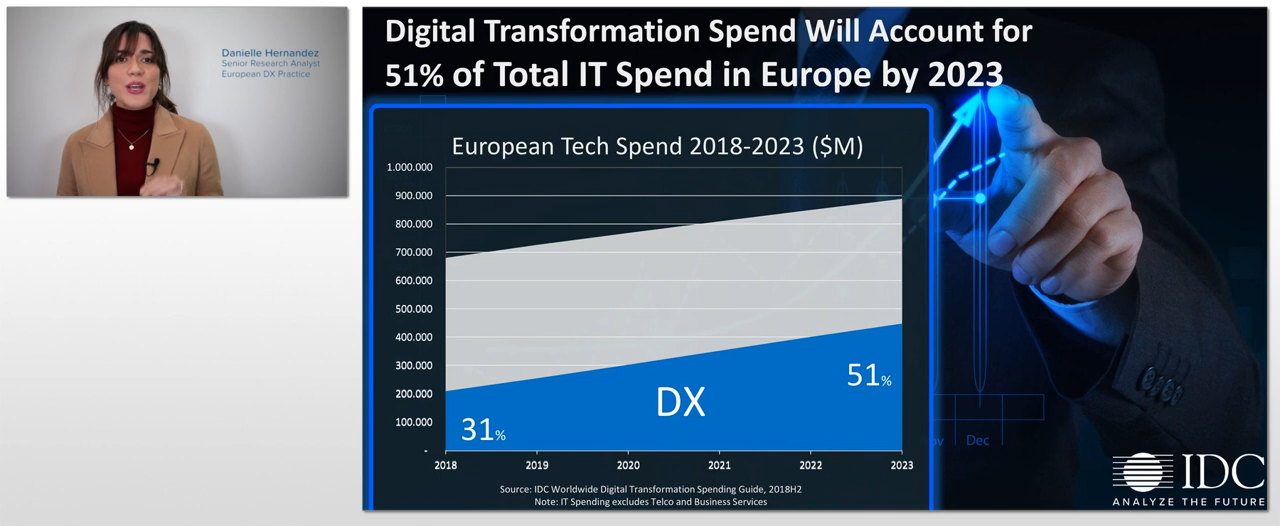 Danielle Hernandez
Senior Research Analyst
European DX Practice
Digital Transformation Spend Will Account for
51% of Total IT Spend in Europe by 2023
European Tech Spend 2018-2023 ($M)
1.000.000
900.000
800.000
700.000
600.000
500.000
400.000
300.000
200.000
100.000
-
31%
DX
51%
2018 2019 2020 2021 2022 2023
Source: IDC Worldwide Digital Transformation Spending Guide, 2018H2
Note: IT Spending excludes Telco and Business Services
Dec
IDC
ANALYZE THE FUTURE